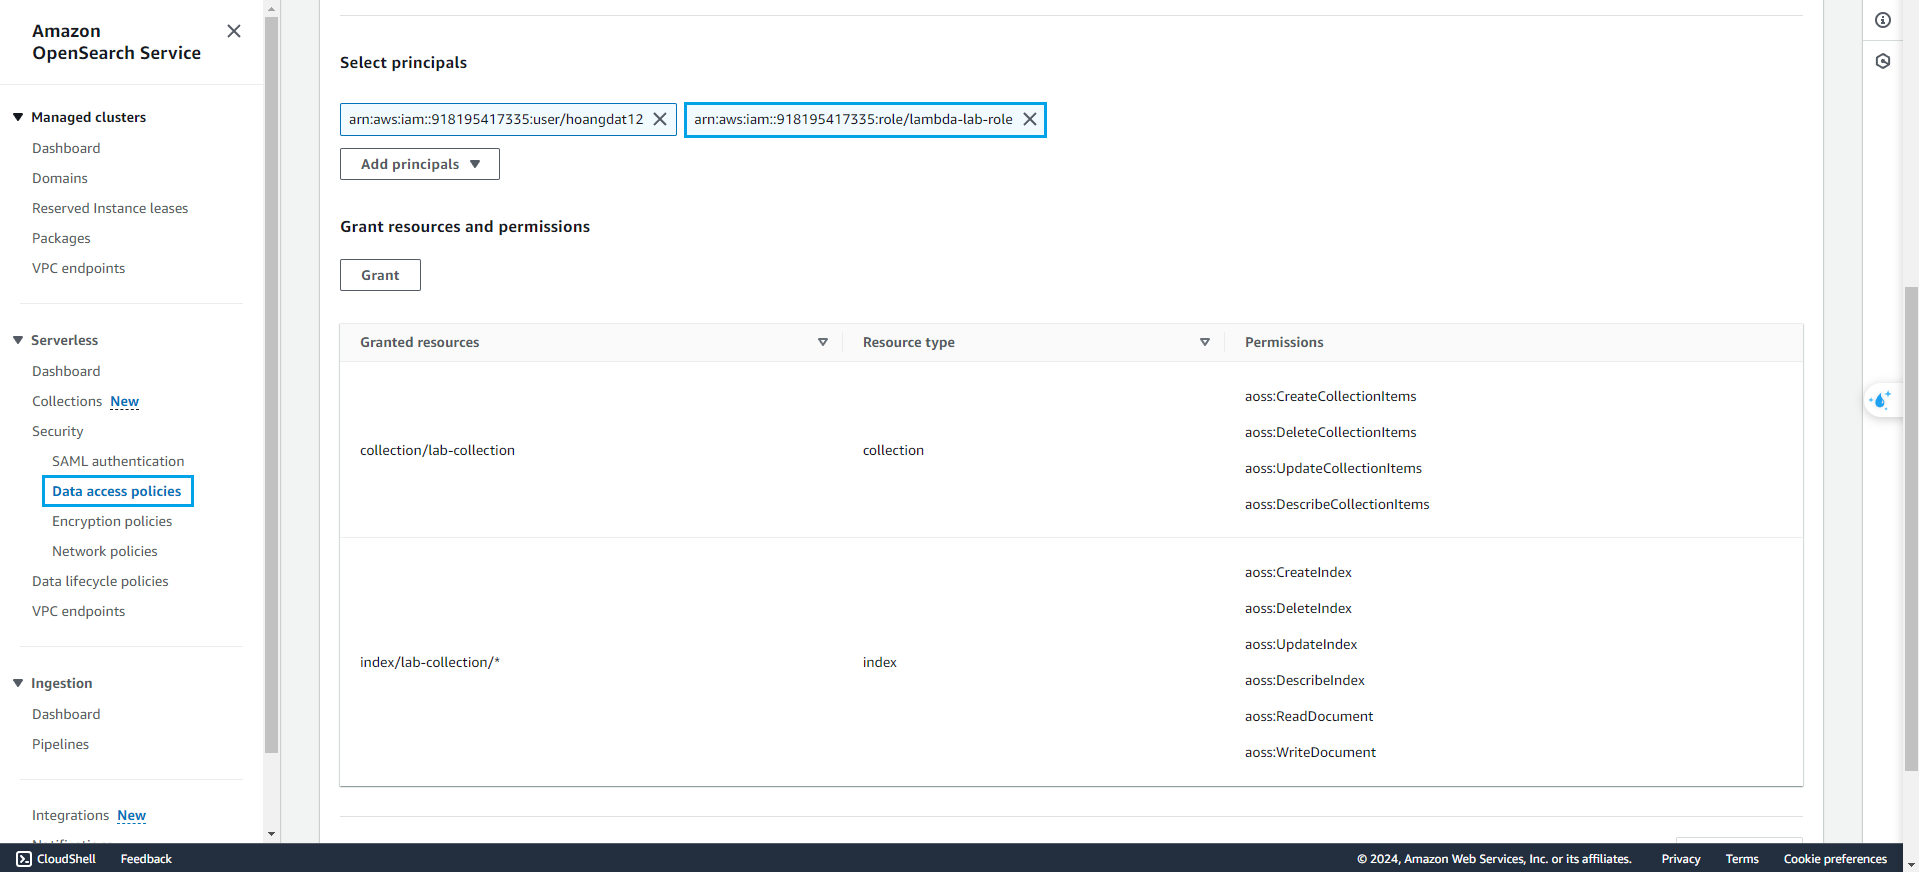 Amazon
OpenSearch Service
Managed clusters
Dashboard
Domains
Reserved Instance leases
Packages
VPC endpoints
Serverless
Dashboard
Collections New
Security
SAML authentication
Data access policies
Encryption policies
Network policies
Data lifecycle policies
VPC endpoints
Ingestion
Dashboard
Pipelines
Integrations New
Select principals
arn:aws:iam::918195417335:user/hoangdat12
arn:aws:iam::918195417335:role/lambda-lab-role
Add principals
Grant resources and permissions
Grant
Granted resources Resource type Permissions
collection/lab-collection collection
aoss:CreateCollectionItems
aoss:DeleteCollectionItems
aoss:UpdateCollectionItems
aoss:DescribeCollectionItems
index/lab-collection/* index
aoss:CreateIndex
aoss:DeleteIndex
aoss:UpdateIndex
aoss:DescribeIndex
aoss:ReadDocument
aoss:WriteDocument
CloudShell Feedback © 2024, Amazon Web Services, Inc. or its affiliates. Privacy Terms Cookie preferences